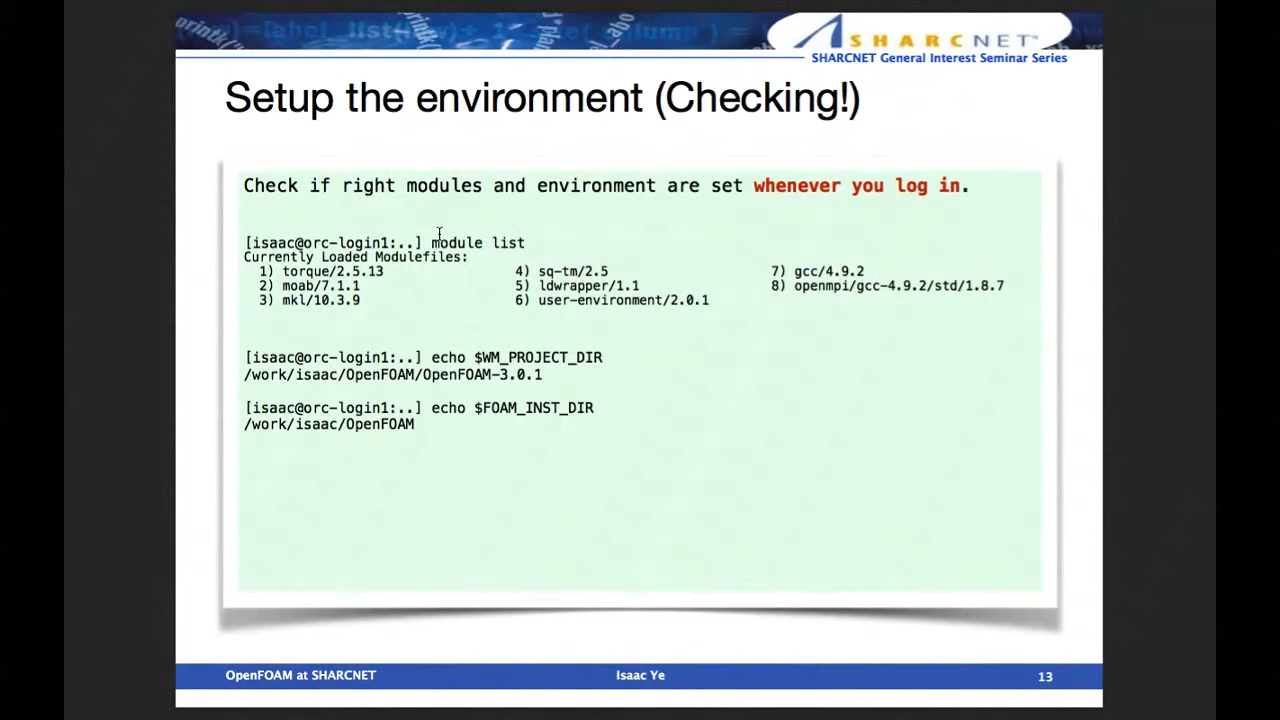 SHARCNET
SHARCNET General Interest Seminar Series
Setup the environment (Checking!)
Check if right modules and environment are set whenever you log in.
[isaac@orc-login1:..] module list
Currently Loaded Modulefiles:
1) torque/2.5.13 4) sq-tm/2.5 7) gcc/4.9.2
2) moab/7.1.1 5) ldwrapper/1.1 8) openmpi/gcc-4.9.2/std/1.8.7
3) mkl/10.3.9 6) user-environment/2.0.1
[isaac@orc-login1:..] echo $WM_PROJECT_DIR
/work/isaac/OpenFOAM/OpenFOAM-3.0.1
[isaac@orc-login1:..] echo $FOAM_INST_DIR
/work/isaac/OpenFOAM
OpenFOAM at SHARCNET Isaac Ye 13